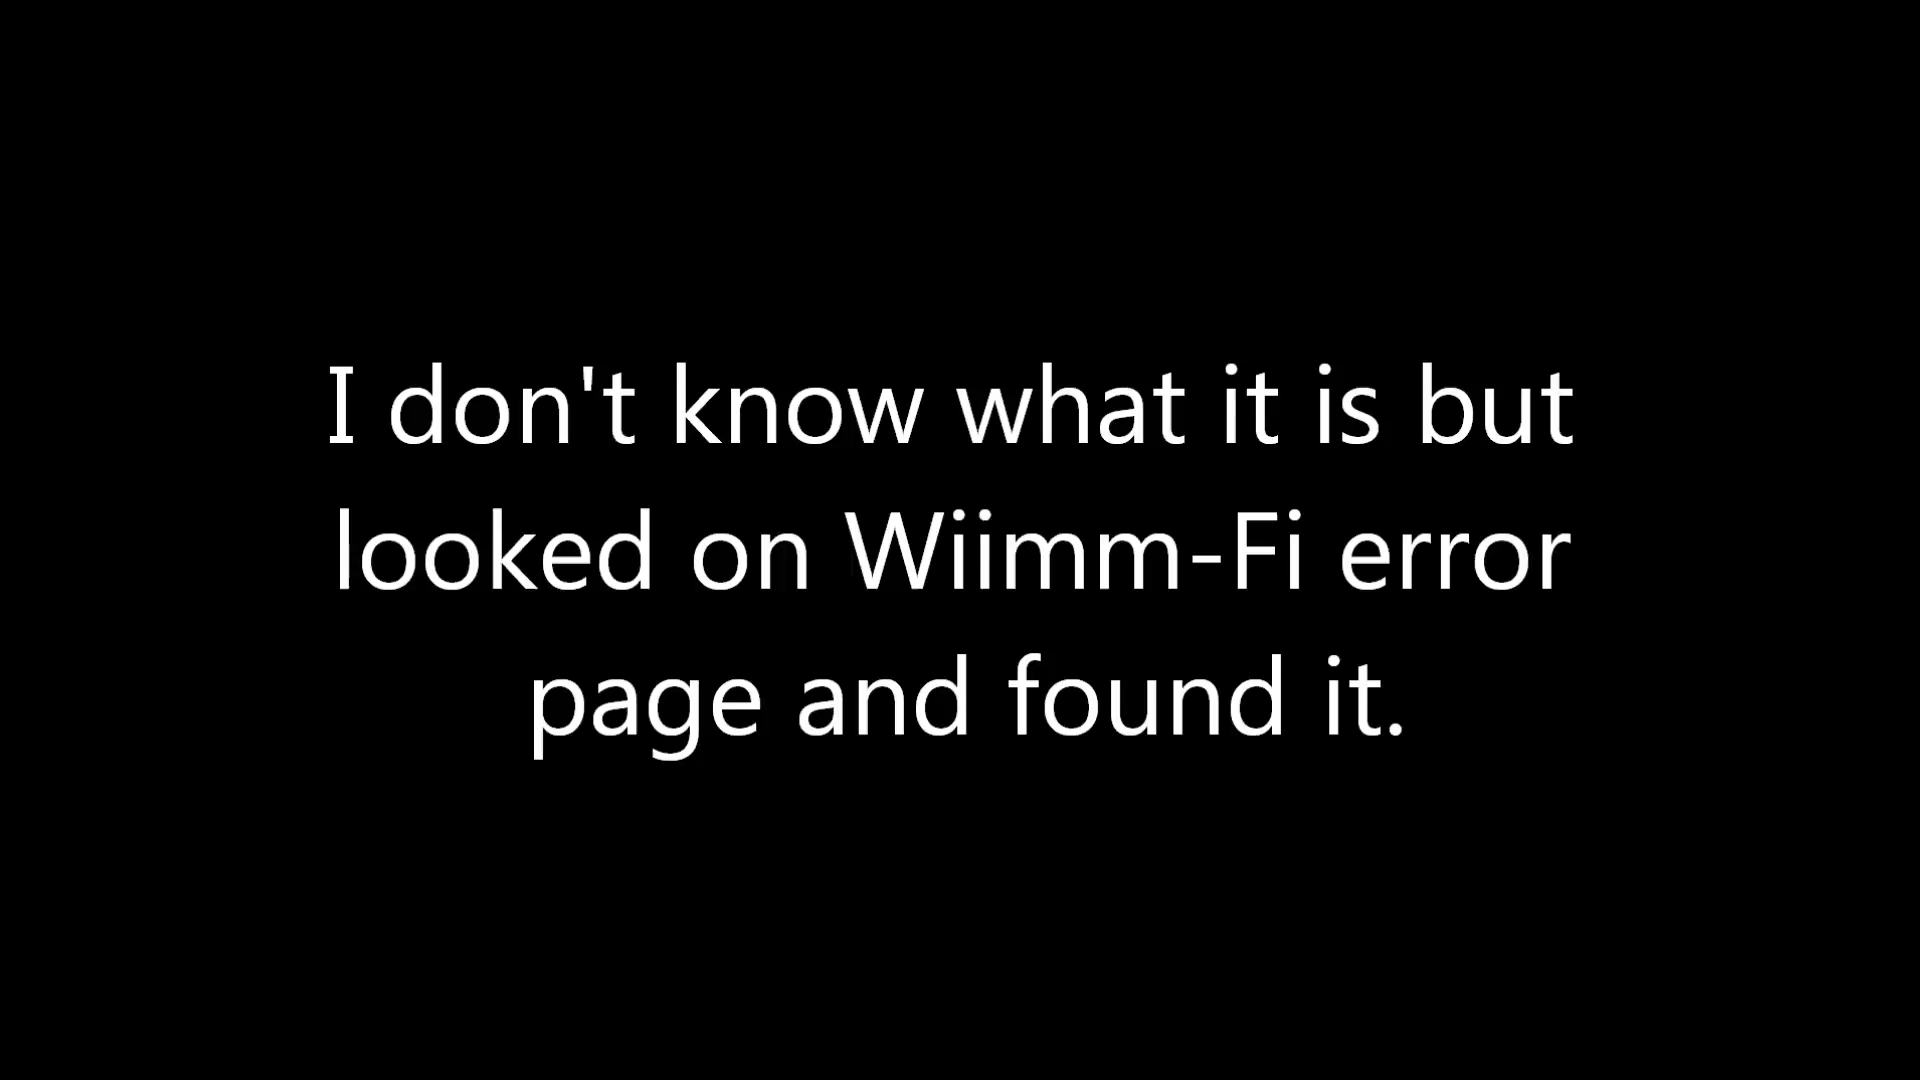 I don't know what it is but
looked on Wiimm-Fi error
page and found it.